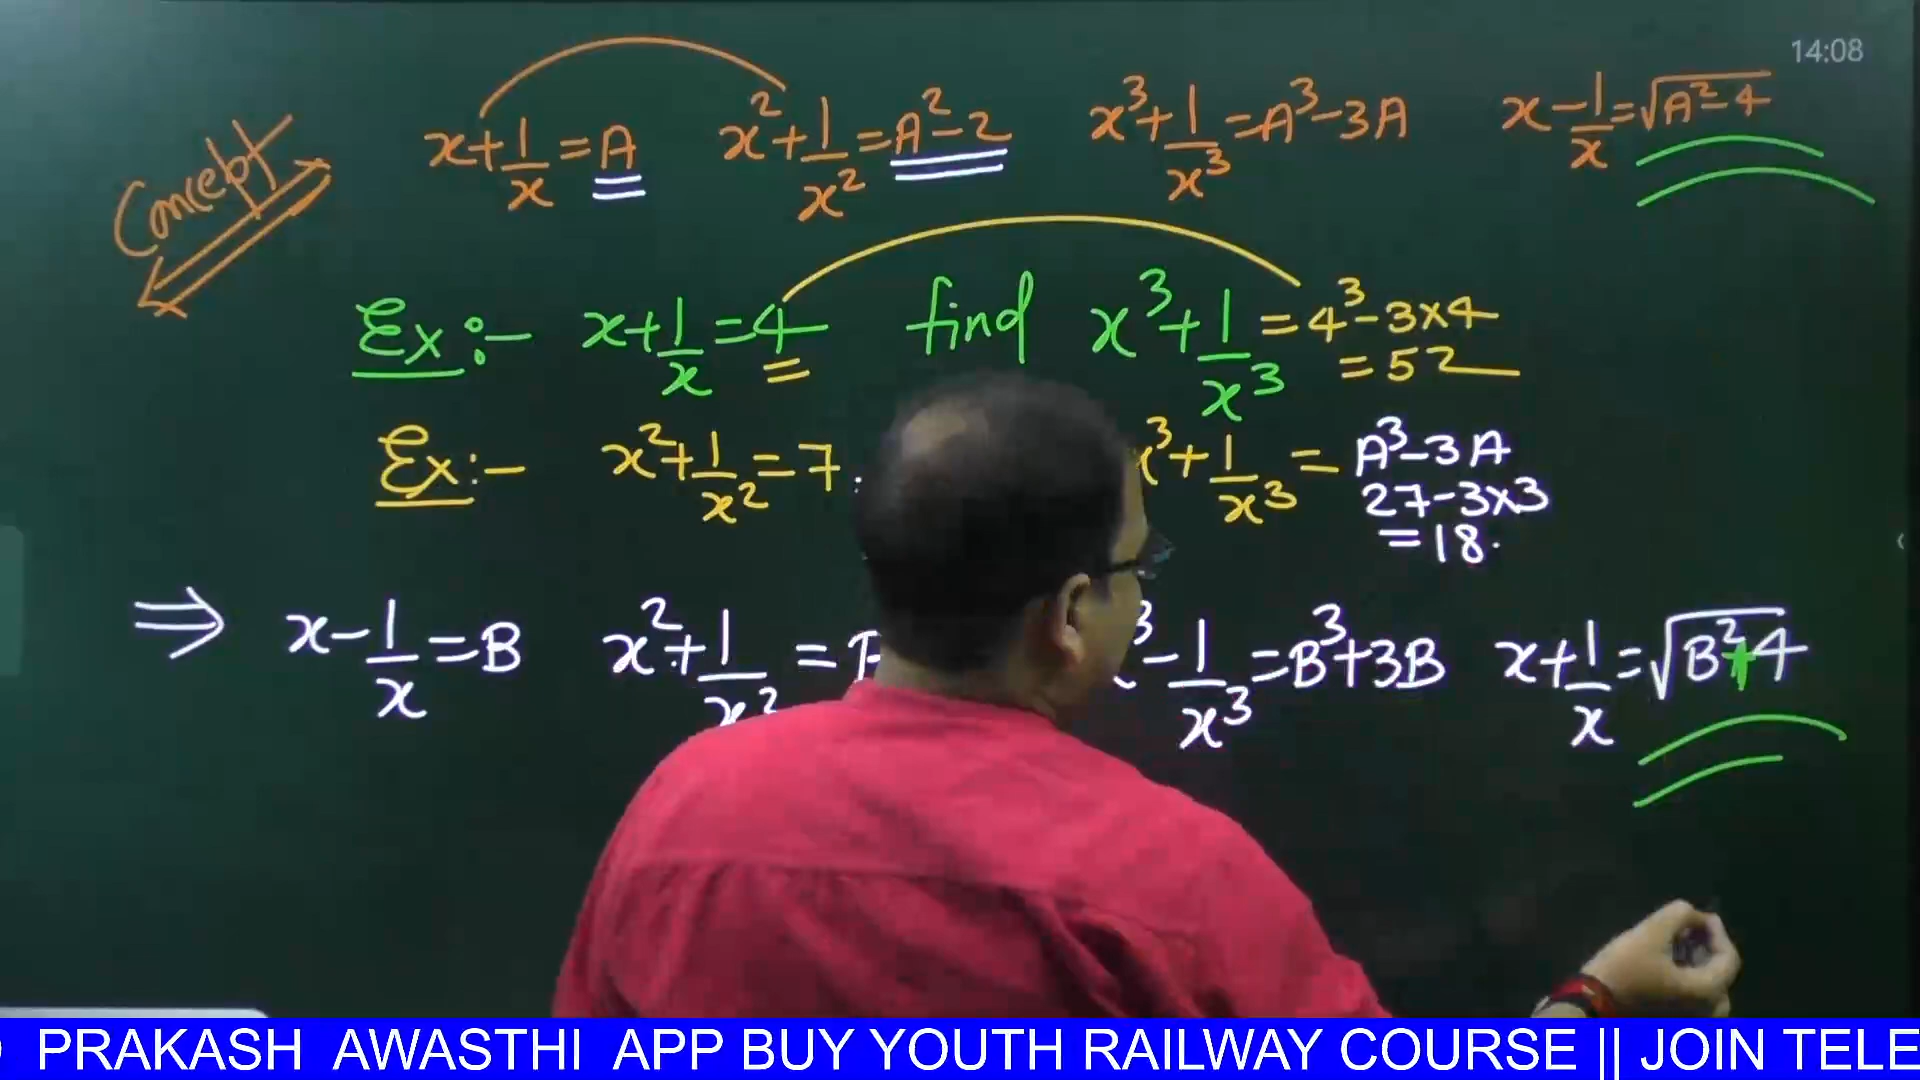 14:08
Concept
x+1/x=A x²+1/x²=A²-2 x³+1/x³=A³-3A x-1/x=√A²-4
Ex:- x+1/x=4 find x³+1/x³=4³-3×4
=52
Ex:- x²+1/x²=7 x³+1/x³= A³-3A
27-3×3
=18.
⇒ x-1/x=B x²+1/x² = ³-1/x³=B³+3B x+1/x=√B²+4
PRAKASH AWASTHI APP BUY YOUTH RAILWAY COURSE || JOIN TELE